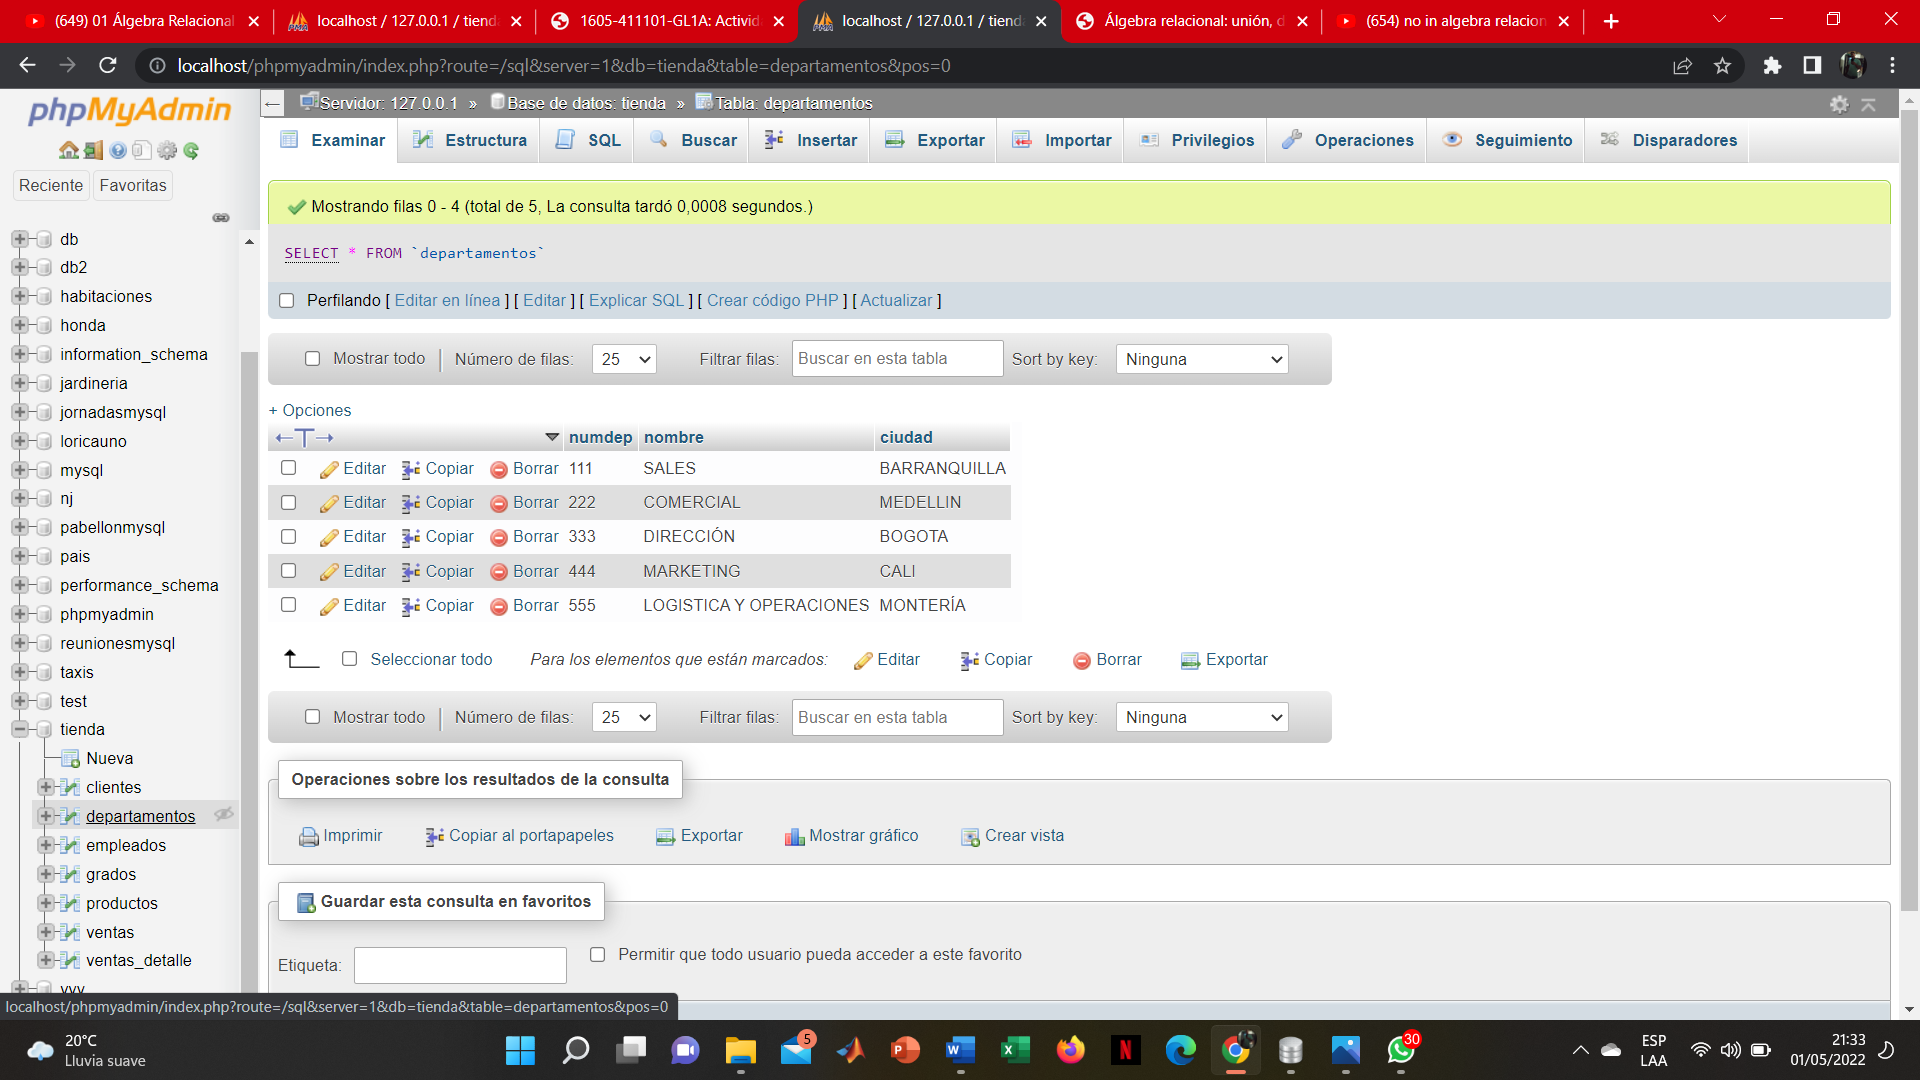 (649) 01 Álgebra Relacional
localhost / 127.0.0.1 / tienda
1605-411101-GL1A: Activida
localhost / 127.0.0.1 / tienda
Álgebra relacional: unión, d
(654) no in algebra relacion
localhost/phpmyadmin/index.php?route=/sql&server=1&db=tienda&table=departamentos&pos=0
phpMyAdmin
Servidor: 127.0.0.1 » Base de datos: tienda » Tabla: departamentos
Examinar Estructura SQL Buscar Insertar Exportar Importar Privilegios Operaciones Seguimiento Disparadores
Reciente Favoritas
db
db2
habitaciones
honda
information_schema
jardineria
jornadasmysql
loricauno
mysql
nj
pabellonmysql
pais
performance_schema
phpmyadmin
reunionesmysql
taxis
test
tienda
Nueva
clientes
departamentos
empleados
grados
productos
ventas
ventas_detalle
vvv
Mostrando filas 0 - 4 (total de 5, La consulta tardó 0,0008 segundos.)
SELECT * FROM `departamentos`
Perfilando [ Editar en línea ] [ Editar ] [ Explicar SQL ] [ Crear código PHP ] [ Actualizar ]
Mostrar todo | Número de filas: 25 Filtrar filas: Buscar en esta tabla Sort by key: Ninguna
+ Opciones
←T→ numdep nombre ciudad
Editar Copiar Borrar 111 SALES BARRANQUILLA
Editar Copiar Borrar 222 COMERCIAL MEDELLIN
Editar Copiar Borrar 333 DIRECCIÓN BOGOTA
Editar Copiar Borrar 444 MARKETING CALI
Editar Copiar Borrar 555 LOGISTICA Y OPERACIONES MONTERÍA
Seleccionar todo Para los elementos que están marcados: Editar Copiar Borrar Exportar
Mostrar todo | Número de filas: 25 Filtrar filas: Buscar en esta tabla Sort by key: Ninguna
Operaciones sobre los resultados de la consulta
Imprimir Copiar al portapapeles Exportar Mostrar gráfico Crear vista
Guardar esta consulta en favoritos
Etiqueta: Permitir que todo usuario pueda acceder a este favorito
localhost/phpmyadmin/index.php?route=/sql&server=1&db=tienda&table=departamentos&pos=0
20°C
Lluvia suave
5
30
ESP
LAA
21:33
01/05/2022